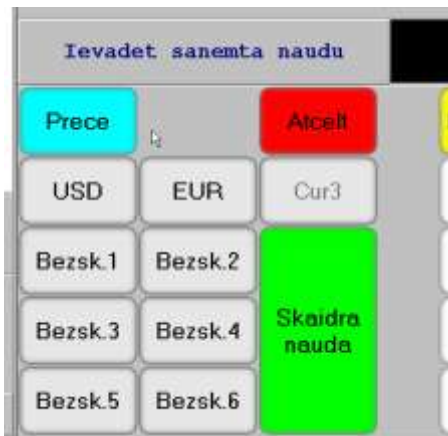 Ievadet sanemta naudu
Prece
Atcelt
USD
EUR
Cur3
Bezsk.1
Bezsk.2
Bezsk.3
Bezsk.4
Skaidra
nauda
Bezsk.5
Bezsk.6